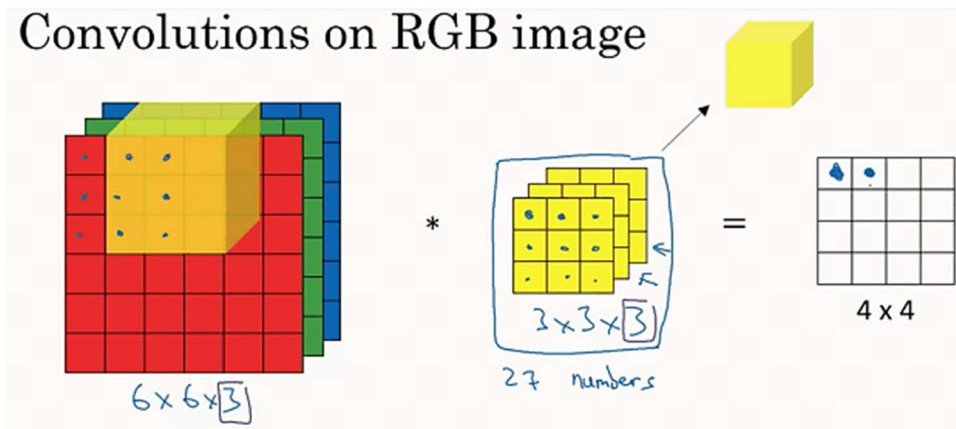 Convolutions on RGB image
*
=
3 x 3 x 3
4 x 4
27 numbers
6 x 6 x 3